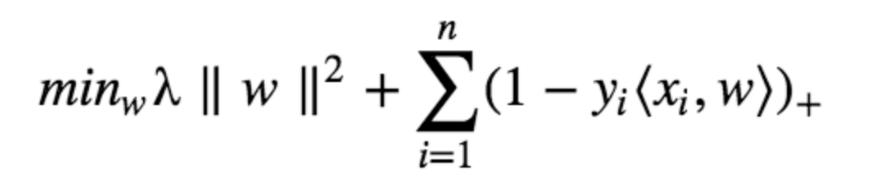 min_w λ ‖ w ‖² + ∑_{i=1}^{n} (1 − y_i⟨x_i, w⟩)_+